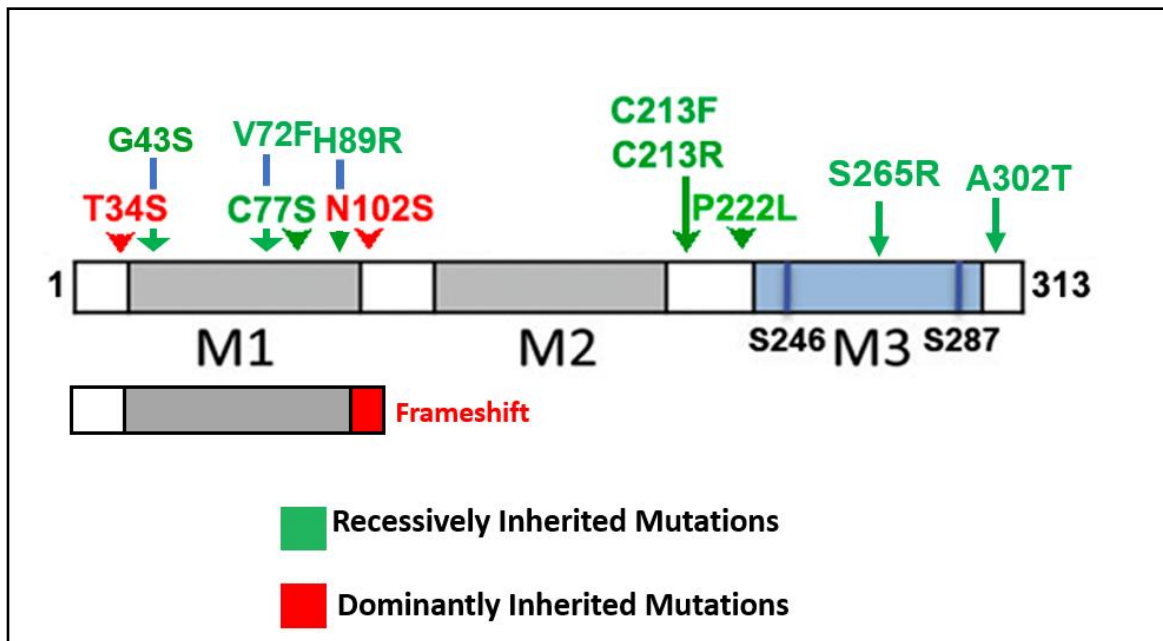 C213F
G43S V72F H89R C213R S265R A302T
T34S C77S N102S P222L
1 313
M1 M2 S246 M3 S287
Frameshift
Recessively Inherited Mutations
Dominantly Inherited Mutations